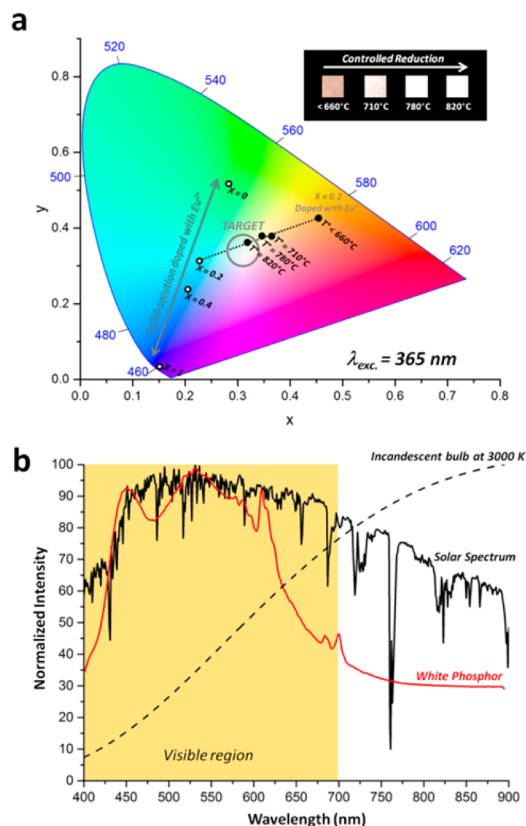 a
520
540
560
580
600
620
500
480
460
0.8
0.6
0.4
0.2
0.0
y
0.0 0.1 0.2 0.3 0.4 0.5 0.6 0.7 0.8
x
Controlled Reduction
<660°C 710°C 780°C 820°C
X = 0
X = 0.2
Doped with Eu
TARGET
T° < 660°C
T° = 710°C
T° = 780°C
T° = 820°C
X = 0.2
X = 0.4
X = 1
Solid-solution doped with Eu²⁺
λexc. = 365 nm
b
Incandescent bulb at 3000 K
Solar Spectrum
White Phosphor
Visible region
Normalized Intensity
100
90
80
70
60
50
40
30
20
10
0
400 450 500 550 600 650 700 750 800 850 900
Wavelength (nm)